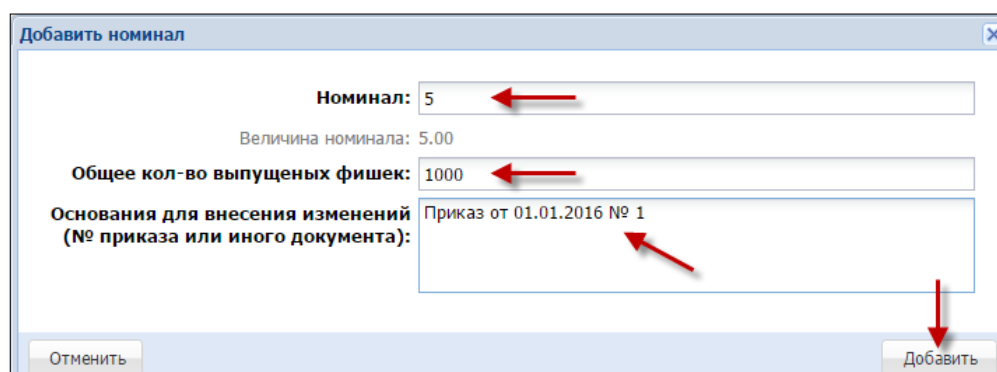 Добавить номинал
Номинал: 5
Величина номинала: 5.00
Общее кол-во выпущеных фишек: 1000
Основания для внесения изменений Приказ от 01.01.2016 № 1
(№ приказа или иного документа):
Отменить Добавить